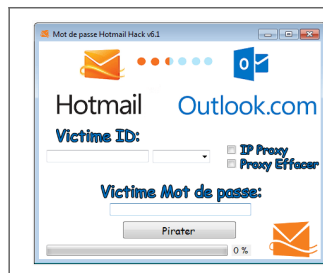 Mot de passe Hotmail Hack v6.1
Hotmail Outlook.com
Victime ID:
IP Proxy
Proxy Effacer
Victime Mot de passe:
Pirater
0 %